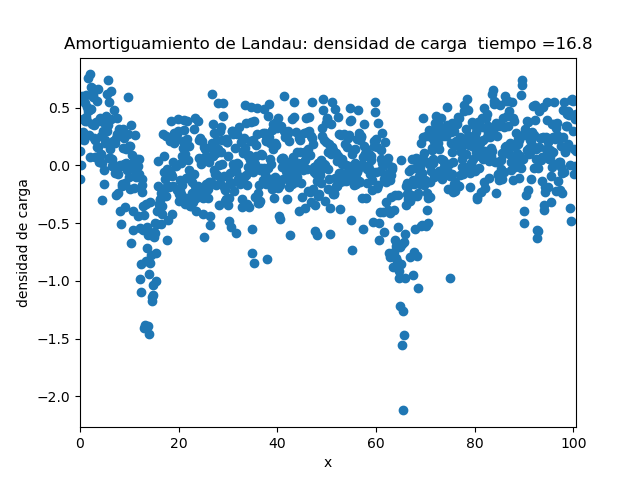 Amortiguamiento de Landau: densidad de carga  tiempo =16.8
densidad de carga
0.5
0.0
−0.5
−1.0
−1.5
−2.0
0 20 40 60 80 100
x